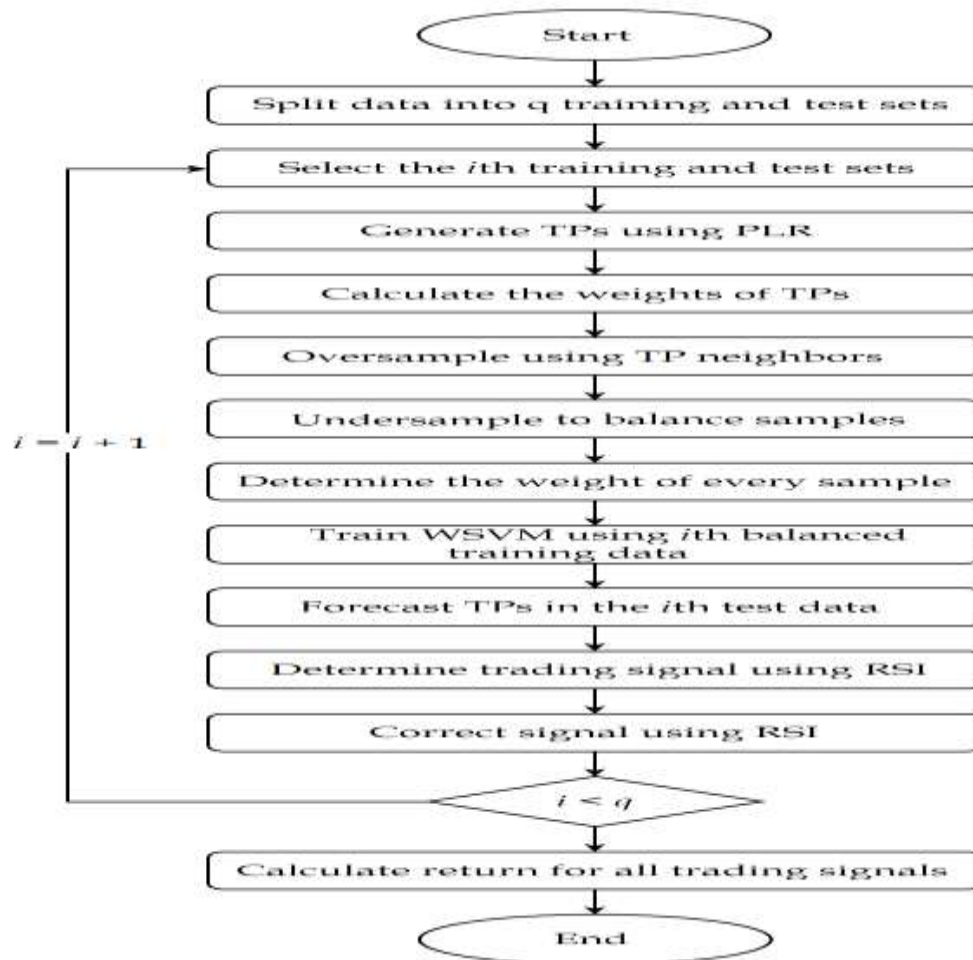 Start
Split data into q training and test sets
Select the ith training and test sets
Generate TPs using PLR
Calculate the weights of TPs
Oversample using TP neighbors
Undersample to balance samples
i = i + 1
Determine the weight of every sample
Train WSVM using ith balanced
training data
Forecast TPs in the ith test data
Determine trading signal using RSI
Correct signal using RSI
i < q
Calculate return for all trading signals
End